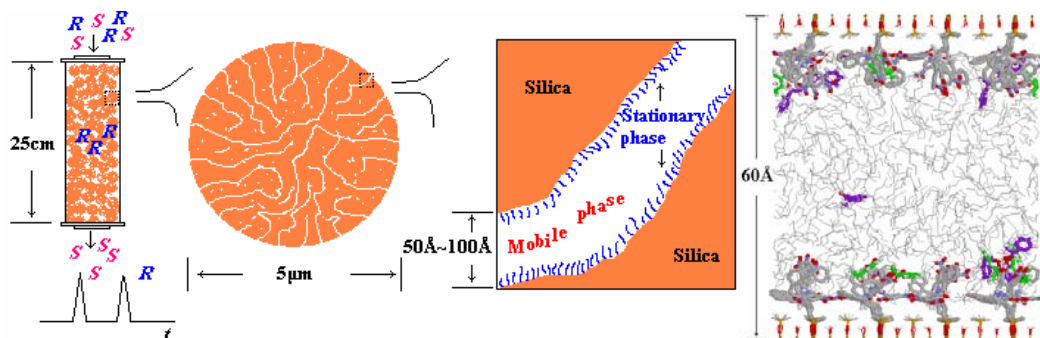 R S R S
S R
25cm
R R
R
S S S
S R
t
5μm
Silica
Stationary
phase
Mobile phase
50Å~100Å
Silica
60Å